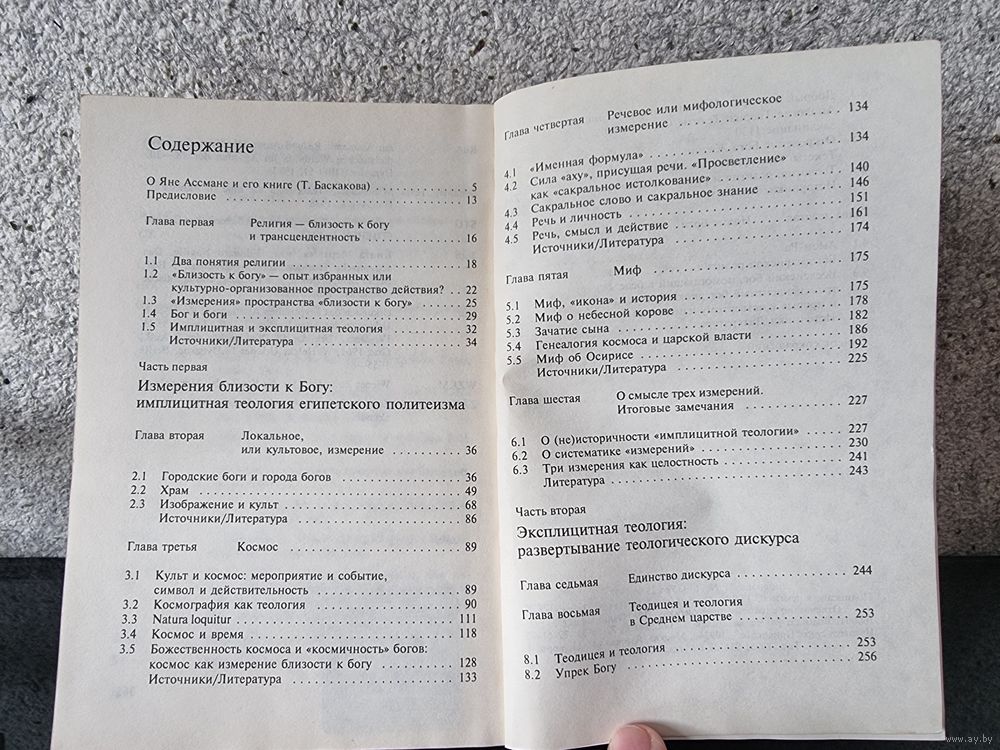 Содержание
О Яне Ассмане и его книге (Т. Баскакова) . . . . . . . . . . . . 5
Предисловие . . . . . . . . . . . . 13
Глава первая Религия — близость к богу
и трансцендентность . . . . . . . . . . . . 16
1.1 Два понятия религии . . . . . . . . . . . . 18
1.2 «Близость к богу» — опыт избранных или
культурно-организованное пространство действия? . . 22
1.3 «Измерения» пространства «близости к богу» . . . . . . 25
1.4 Бог и боги . . . . . . . . . . . . 29
1.5 Имплицитная и эксплицитная теология . . . . . . . . 32
Источники/Литература . . . . . . . . . . . . 34
Часть первая
Измерения близости к Богу:
имплицитная теология египетского политеизма
Глава вторая Локальное,
или культовое, измерение . . . . . . . . 36
2.1 Городские боги и города богов . . . . . . . . . . . . 36
2.2 Храм . . . . . . . . . . . . 49
2.3 Изображение и культ . . . . . . . . . . . . 68
Источники/Литература . . . . . . . . . . . . 86
Глава третья Космос . . . . . . . . . . . . 89
3.1 Культ и космос: мероприятие и событие,
символ и действительность . . . . . . . . . . . . 89
3.2 Космография как теология . . . . . . . . . . . . 90
3.3 Natura loquitur . . . . . . . . . . . . 111
3.4 Космос и время . . . . . . . . . . . . 118
3.5 Божественность космоса и «космичность» богов:
космос как измерение близости к богу . . . . . . . . 128
Источники/Литература . . . . . . . . . . . . 133
Глава четвертая Речевое или мифологическое
измерение . . . . . . . . . . . . 134
4.1 «Именная формула» . . . . . . . . . . . . 134
4.2 Сила «аху», присущая речи. «Просветление»
как «сакральное истолкование» . . . . . . . . . . . . 140
4.3 Сакральное слово и сакральное знание . . . . . . . . 146
4.4 Речь и личность . . . . . . . . . . . . 151
4.5 Речь, смысл и действие . . . . . . . . . . . . 161
Источники/Литература . . . . . . . . . . . . 174
Глава пятая Миф . . . . . . . . . . . . 175
5.1 Миф, «икона» и история . . . . . . . . . . . . 175
5.2 Миф о небесной корове . . . . . . . . . . . . 178
5.3 Зачатие сына . . . . . . . . . . . . 182
5.4 Генеалогия космоса и царской власти . . . . . . . . 186
5.5 Миф об Осирисе . . . . . . . . . . . . 192
Источники/Литература . . . . . . . . . . . . 225
Глава шестая О смысле трех измерений.
Итоговые замечания . . . . . . . . . . . . 227
6.1 О (не)историчности «имплицитной теологии» . . . . . . 227
6.2 О систематике «измерений» . . . . . . . . . . . . 230
6.3 Три измерения как целостность . . . . . . . . . . . . 241
Литература . . . . . . . . . . . . 243
Часть вторая
Эксплицитная теология:
развертывание теологического дискурса
Глава седьмая Единство дискурса . . . . . . . . . . . . 244
Глава восьмая Теодицея и теология
в Среднем царстве . . . . . . . . . . . . 253
8.1 Теодицея и теология . . . . . . . . . . . . 253
8.2 Упрек Богу . . . . . . . . . . . . 256
www.ay.by